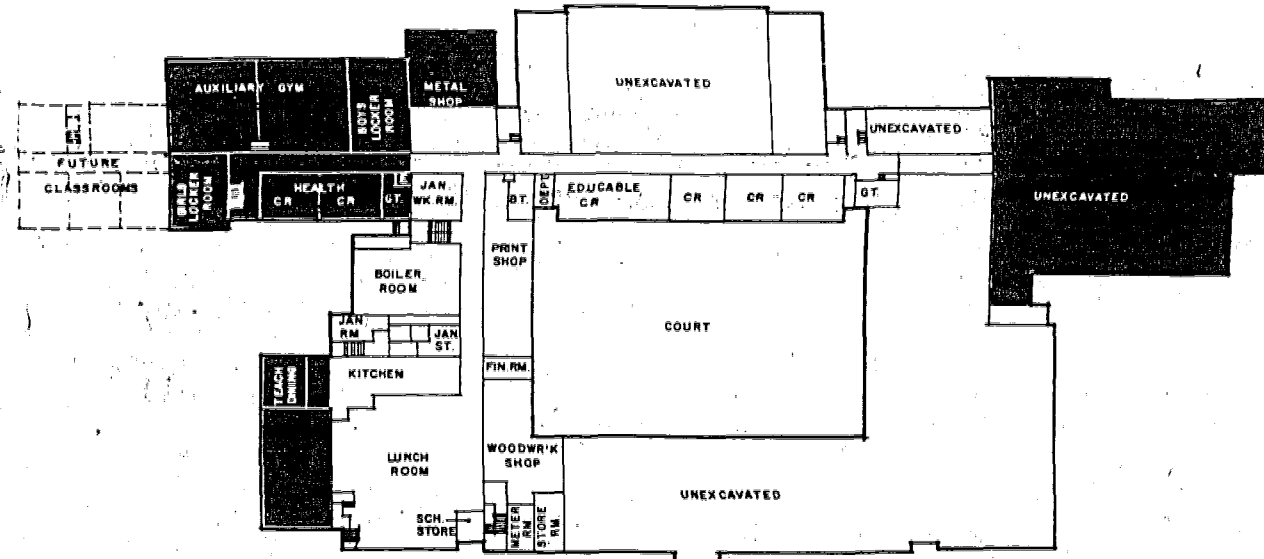 UNEXCAVATED
AUXILIARY GYM
METAL
SHOP
BOYS
LOCKER
ROOM
UNEXCAVATED
FUTURE
CLASSROOMS
GIRLS
LOCKER
ROOM
HEALTH
CR
CR
GT.
JAN.
WK. RM.
BT.
DEPT
EDUCABLE
CR
CR
CR
CR
GT.
UNEXCAVATED
PRINT
SHOP
BOILER
ROOM
COURT
JAN
RM
JAN
ST.
TEACH
DINING
KITCHEN
FIN. RM.
LUNCH
ROOM
WOODWR'K
SHOP
UNEXCAVATED
SCH.
STORE
METER
RM
STORE
RM.